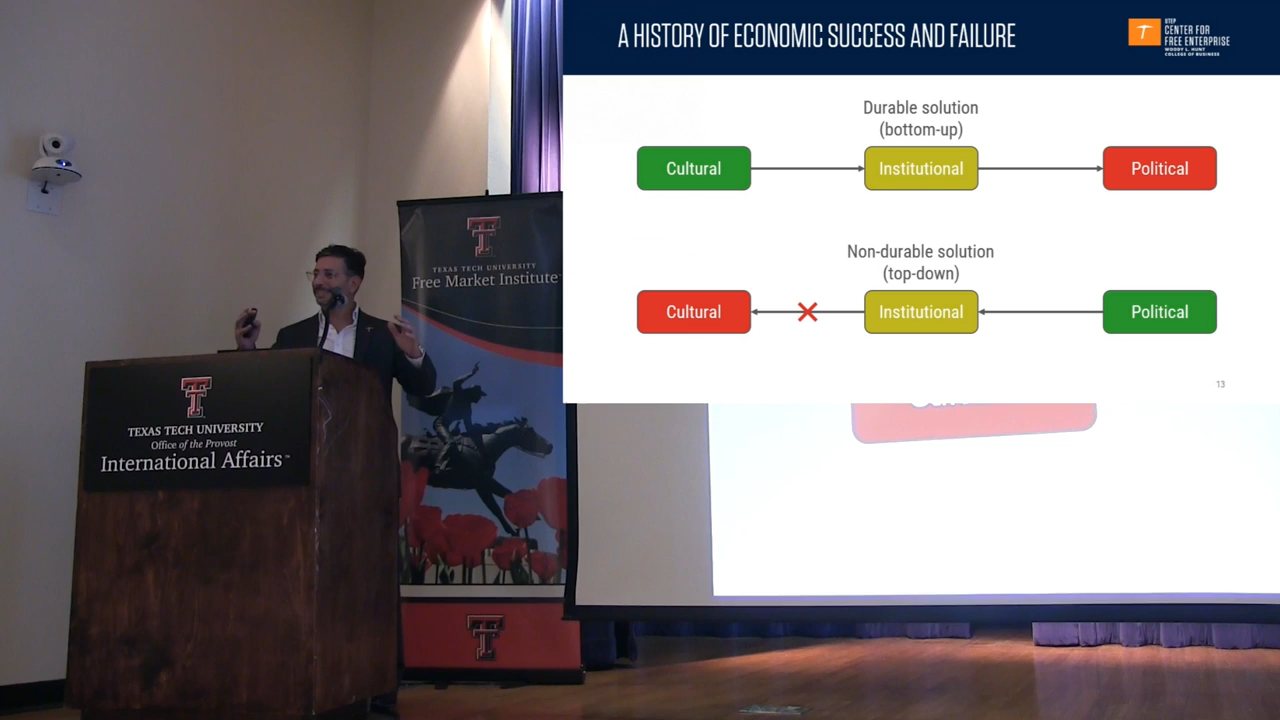 A HISTORY OF ECONOMIC SUCCESS AND FAILURE
UTEP
CENTER FOR
FREE ENTERPRISE
WOODY L. HUNT
COLLEGE OF BUSINESS
Durable solution
(bottom-up)
Cultural
Institutional
Political
Non-durable solution
(top-down)
Cultural
Institutional
Political
13
TEXAS TECH UNIVERSITY
Free Market Institute
TEXAS TECH UNIVERSITY
Office of the Provost
International Affairs™